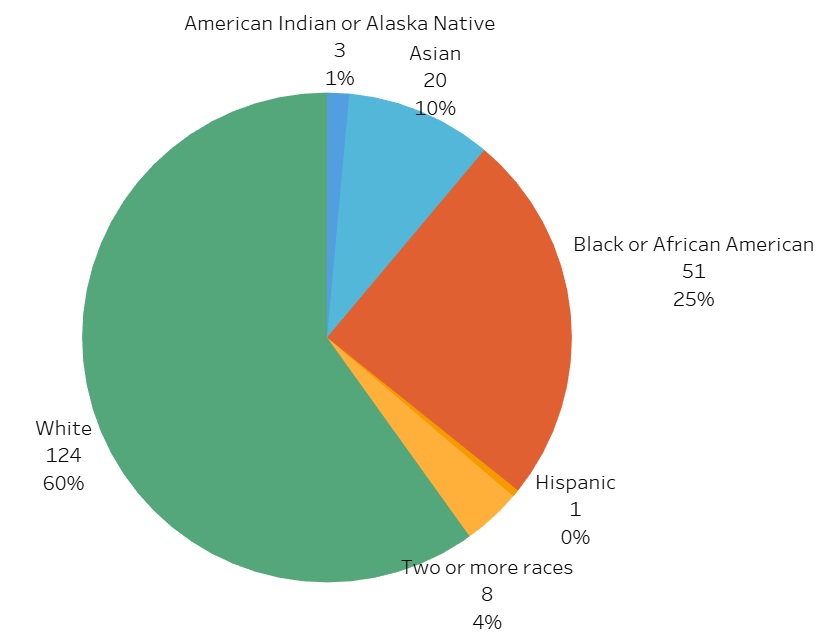 American Indian or Alaska Native
3
1%
Asian
20
10%
Black or African American
51
25%
White
124
60%
Hispanic
1
0%
Two or more races
8
4%